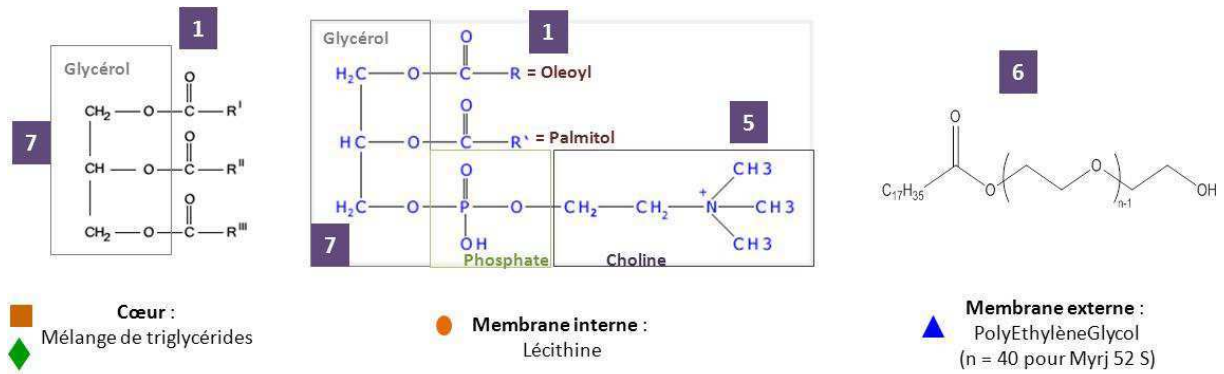 1
Glycérol
7
O
CH₂—O—C—R^I
O
CH—O—C—R^II
O
CH₂—O—C—R^III
Cœur :
Mélange de triglycérides
1
Glycérol
O
H₂C—O—C—R = Oleoyl
O
HC—O—C—R` = Palmitol
5
O
CH3
H₂C—O—P—O—CH₂—CH₂—N—CH3
+
OH
CH3
7
Phosphate
Choline
Membrane interne :
Lécithine
6
O
C₁₇H₃₅
O
O
OH
n-1
Membrane externe :
PolyEthylèneGlycol
(n = 40 pour Myrj 52 S)